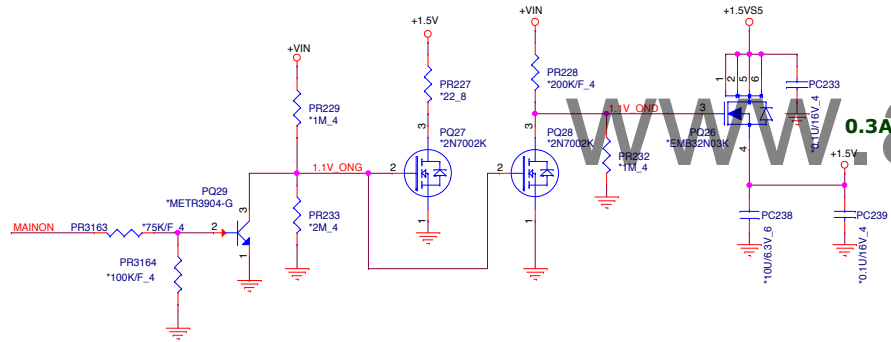 +1.5VS5
+1.5V
+VIN
+VIN
1 2 5 6
PR227
*22_8
PR228
*200K/F_4
PC233
*0.1U/16V_4
PR229
*1M_4
3
PQ27
*2N7002K
3
PQ28
*2N7002K
1.1V_OND
3
PQ26
*EMB32N03K
0.3A
www.a
4
+1.5V
1.1V_ONG
2
2
PR232
*1M_4
PQ29
*METR3904-G
3
PR233
*2M_4
1
1
PC238
*10U/6.3V_6
PC239
*0.1U/16V_4
MAINON
PR3163
*75K/F_4
2
1
PR3164
*100K/F_4